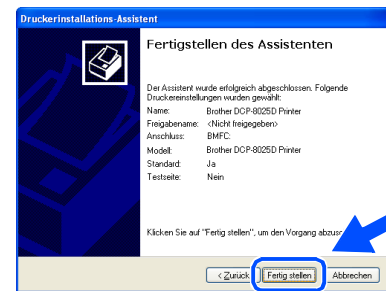 Druckerinstallations-Assistent
Fertigstellen des Assistenten
Der Assistent wurde erfolgreich abgeschlossen. Folgende
Druckereinstellungen wurden gewählt:
Name: Brother DCP-8025D Printer
Freigabename: <Nicht freigegeben>
Anschluss: BMFC:
Modell: Brother DCP-8025D Printer
Standard: Ja
Testseite: Nein
Klicken Sie auf "Fertig stellen", um den Vorgang
< Zurück Fertig stellen Abbrechen